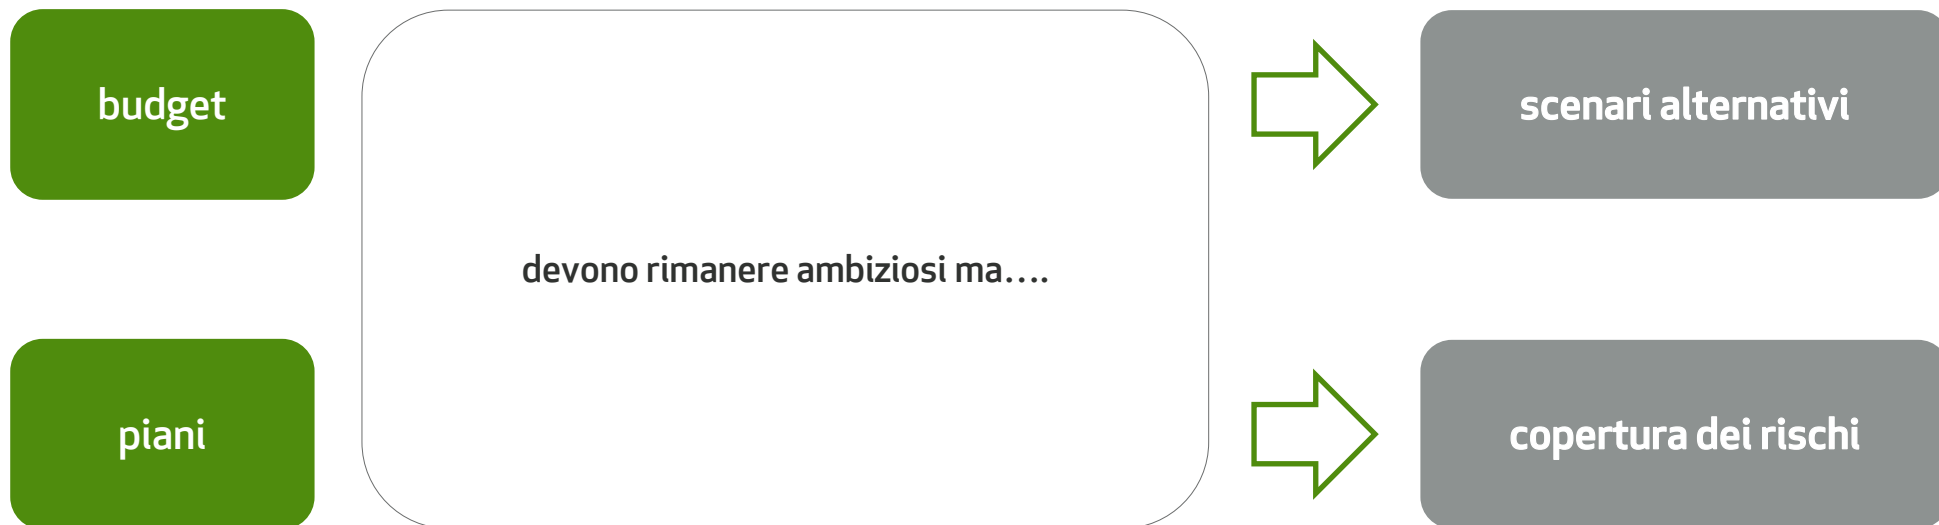 budget
scenari alternativi
devono rimanere ambiziosi ma....
piani
copertura dei rischi